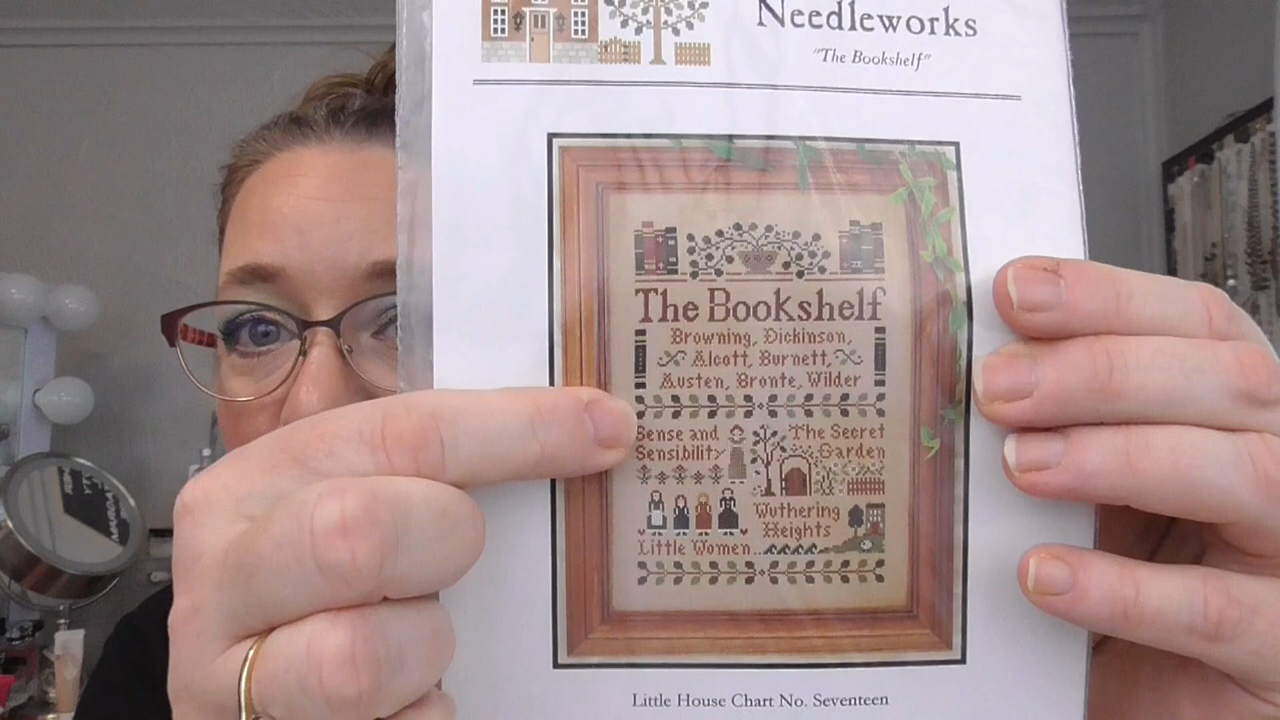 Needleworks
"The Bookshelf"
The Bookshelf
Browning, Dickinson,
Alcott, Burnett,
Austen, Bronte, Wilder
Sense and
Sensibility
The Secret
Garden
Wuthering
Heights
Little Women...
Little House Chart No. Seventeen